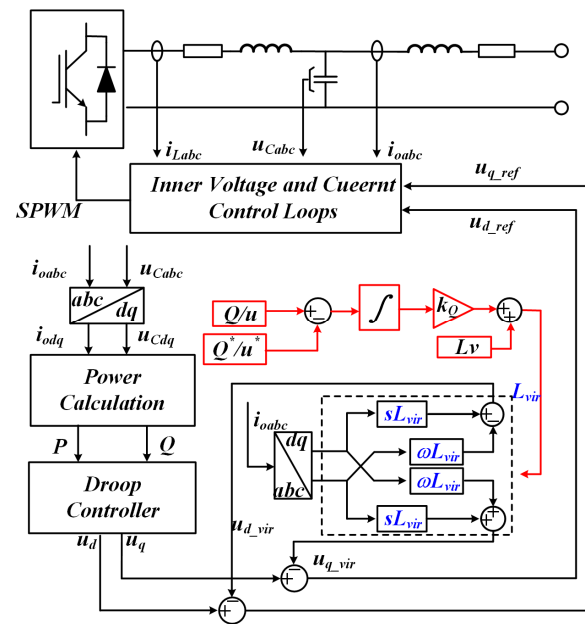 i_Labc
u_Cabc
i_oabc
u_q_ref
Inner Voltage and Cueernt
Control Loops
SPWM
u_d_ref
i_oabc
u_Cabc
abc
dq
i_odq
u_Cdq
Q/u
+
−
∫
k_Q
+
+
Q*/u*
Lv
Power
Calculation
L_vir
P
Q
i_oabc
dq
abc
sL_vir
+
−
ωL_vir
ωL_vir
sL_vir
+
+
Droop
Controller
u_d_vir
u_d
u_q
u_q_vir
+
−
+
−